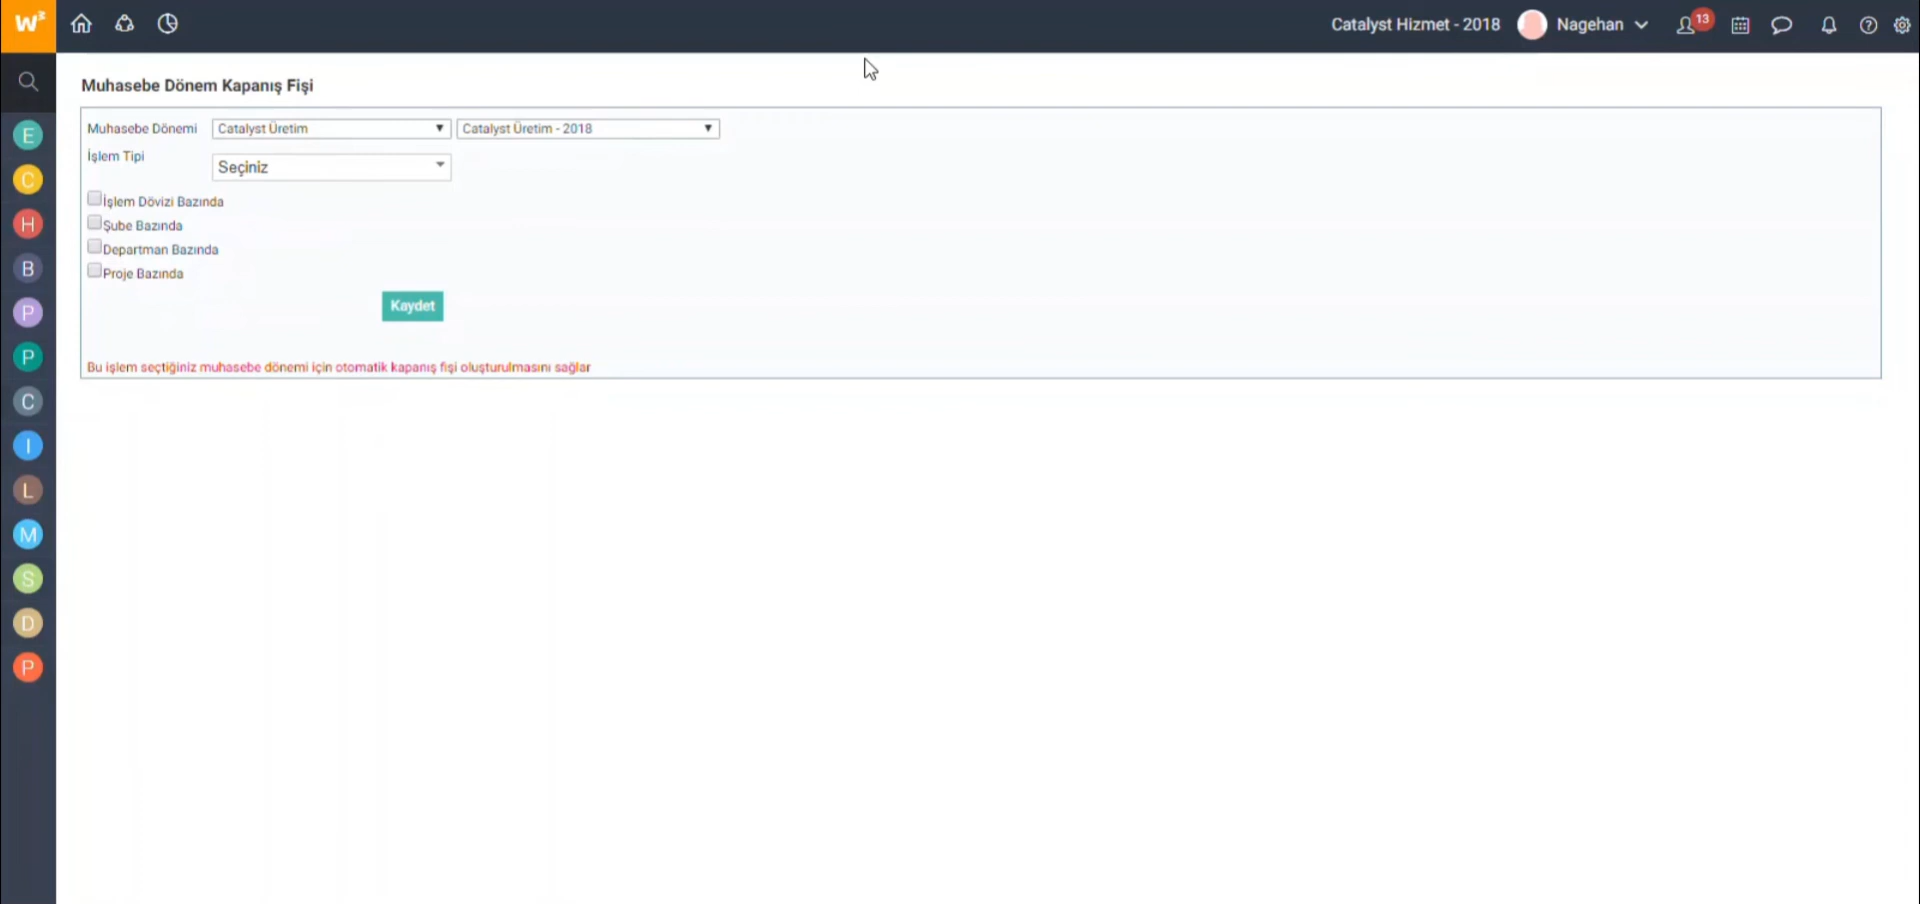 w³ Catalyst Hizmet - 2018 Nagehan 13
Muhasebe Dönem Kapanış Fişi
Muhasebe Dönemi Catalyst Üretim Catalyst Üretim - 2018
İşlem Tipi
Seçiniz
İşlem Dövizi Bazında
Şube Bazında
Departman Bazında
Proje Bazında
Kaydet
Bu işlem seçtiğiniz muhasebe dönemi için otomatik kapanış fişi oluşturulmasını sağlar
E
C
H
B
P
P
C
I
L
M
S
D
P